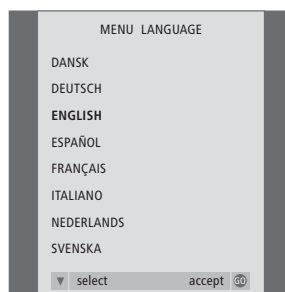 MENU LANGUAGE
DANSK
DEUTSCH
ENGLISH
ESPAÑOL
FRANÇAIS
ITALIANO
NEDERLANDS
SVENSKA
▼ select accept GO